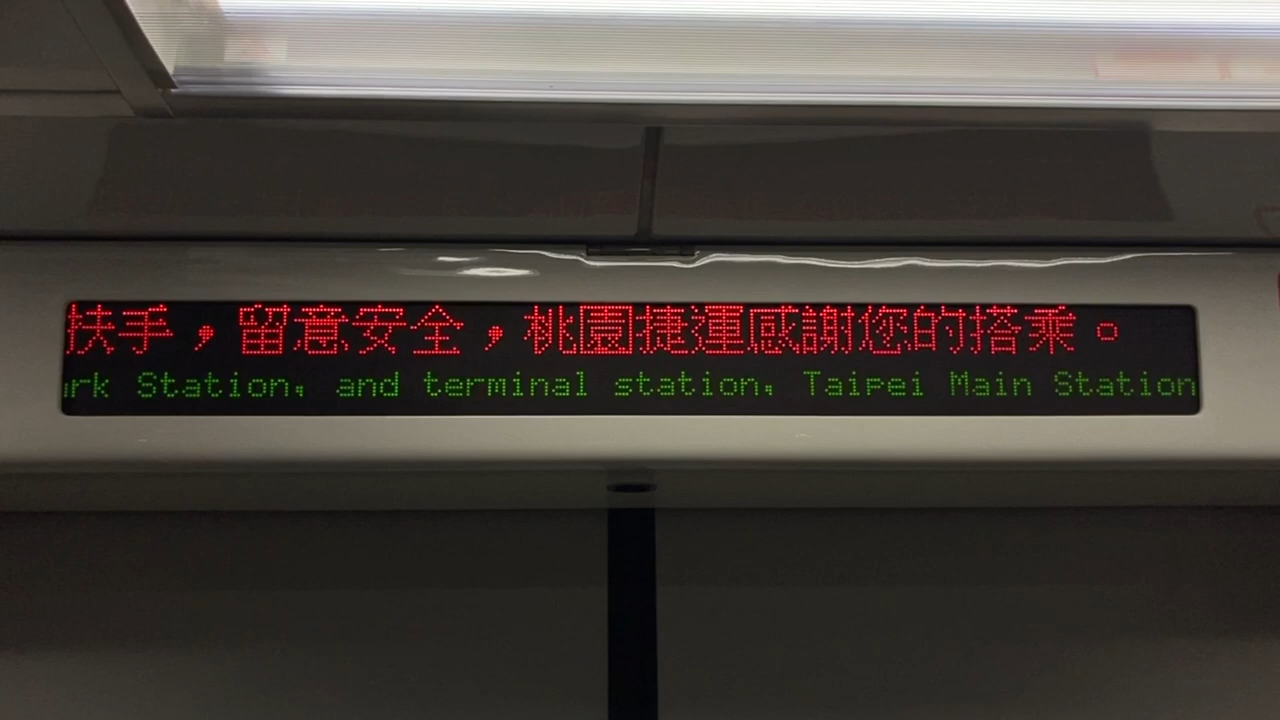 扶手，留意安全，桃園捷運感謝您的搭乘。
rk Station, and terminal station, Taipei Main Station